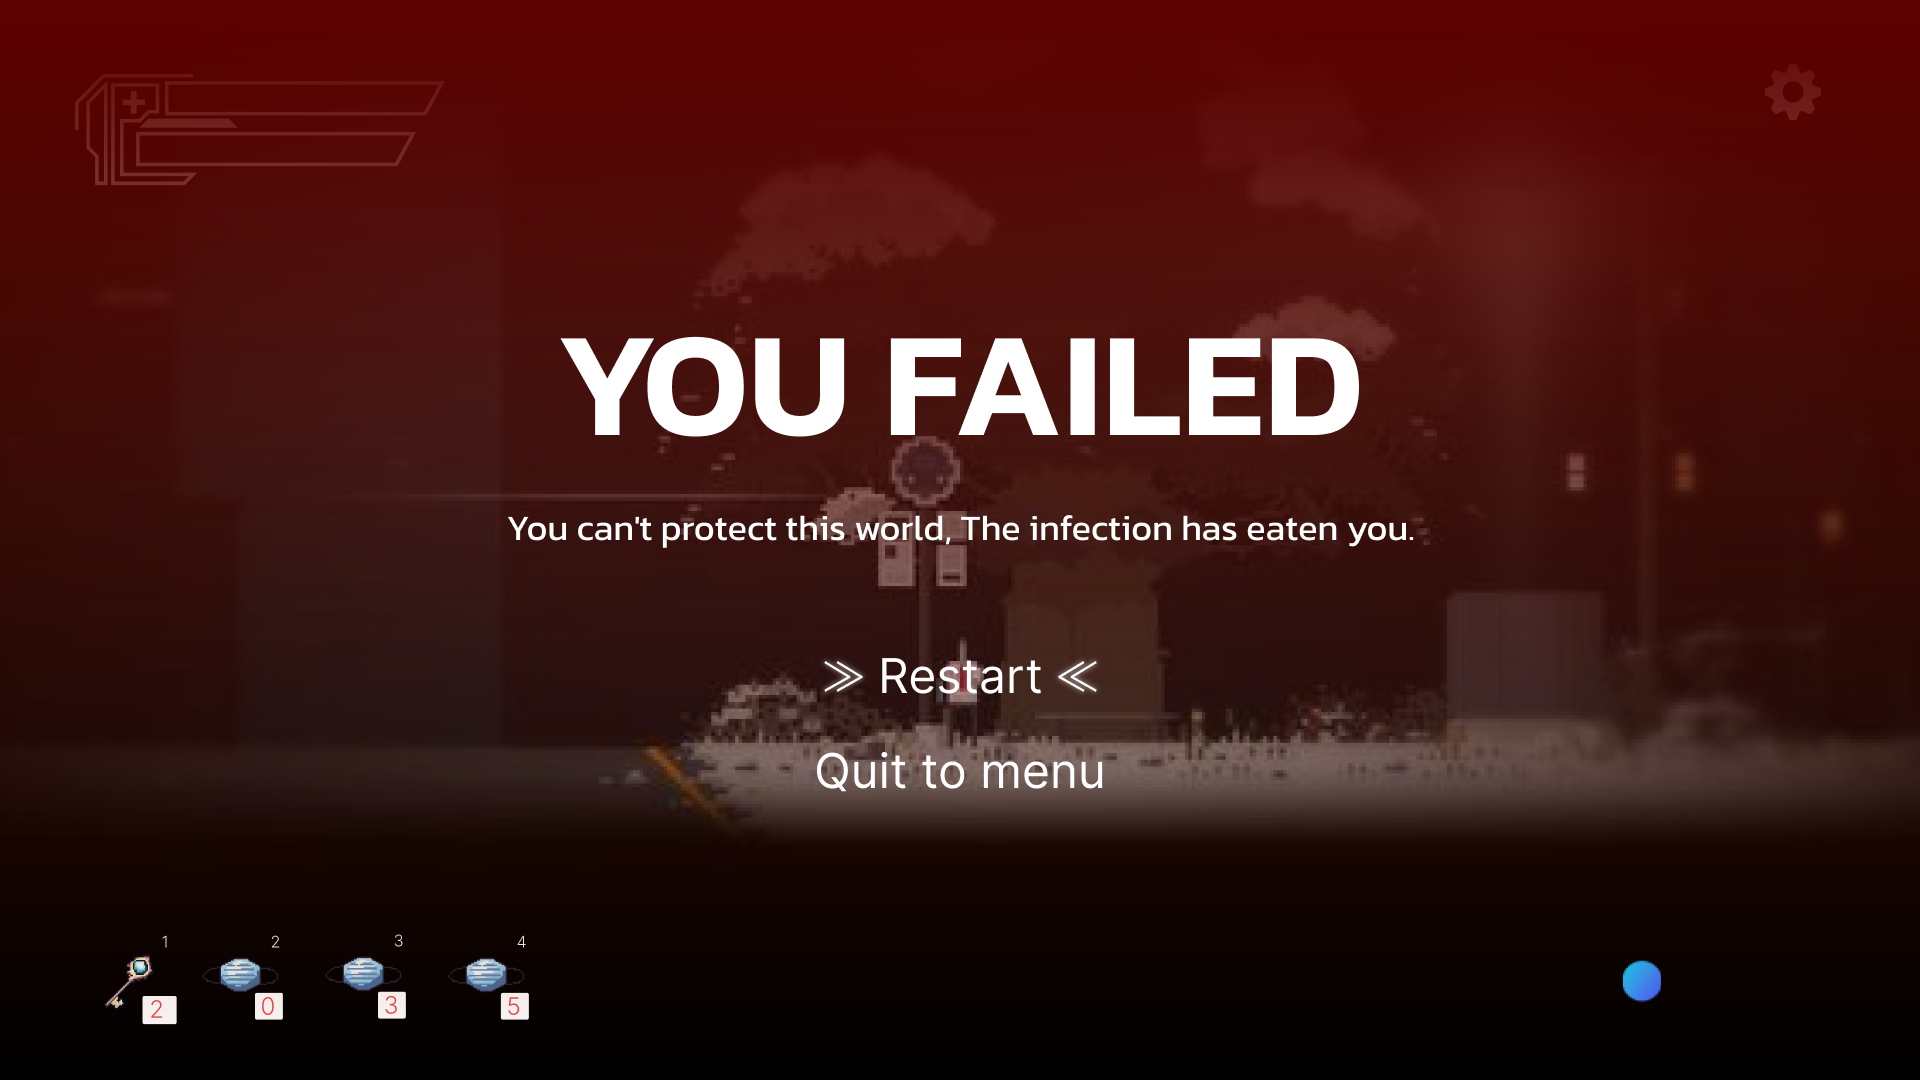 YOU FAILED
You can't protect this world, The infection has eaten you.
≫ Restart ≪
Quit to menu
1 2 3 4
2 0 3 5